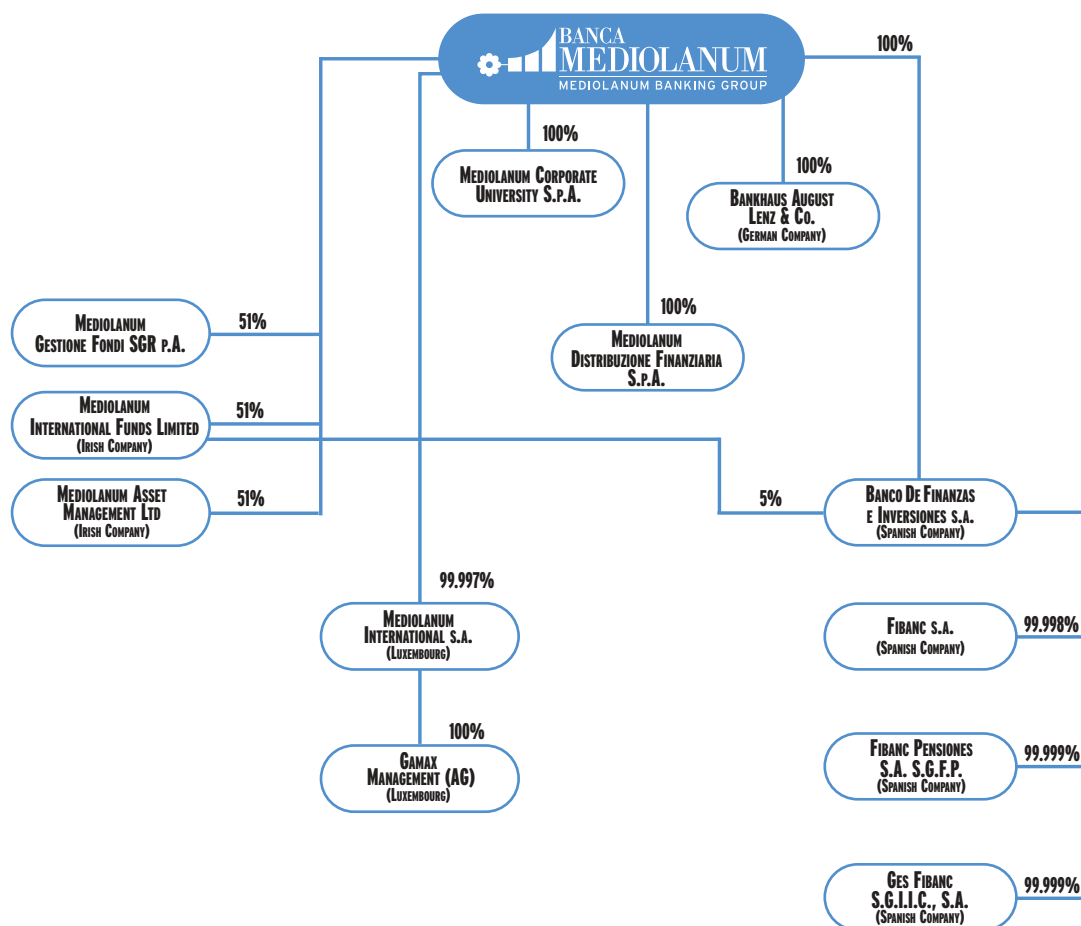 BANCA
MEDIOLANUM
MEDIOLANUM BANKING GROUP
100%
100%
Mediolanum Corporate
University S.p.A.
100%
Bankhaus August
Lenz & Co.
(German Company)
Mediolanum
Gestione Fondi SGR p.A.
51%
100%
Mediolanum
Distribuzione Finanziaria
S.p.A.
Mediolanum
International Funds Limited
(Irish Company)
51%
Mediolanum Asset
Management Ltd
(Irish Company)
51%
5%
Banco De Finanzas
e Inversiones s.a.
(Spanish Company)
99.997%
Mediolanum
International s.a.
(Luxembourg)
Fibanc s.a.
(Spanish Company)
99.998%
100%
Gamax
Management (AG)
(Luxembourg)
Fibanc Pensiones
S.A. S.G.F.P.
(Spanish Company)
99.999%
Ges Fibanc
S.G.I.I.C., S.A.
(Spanish Company)
99.999%